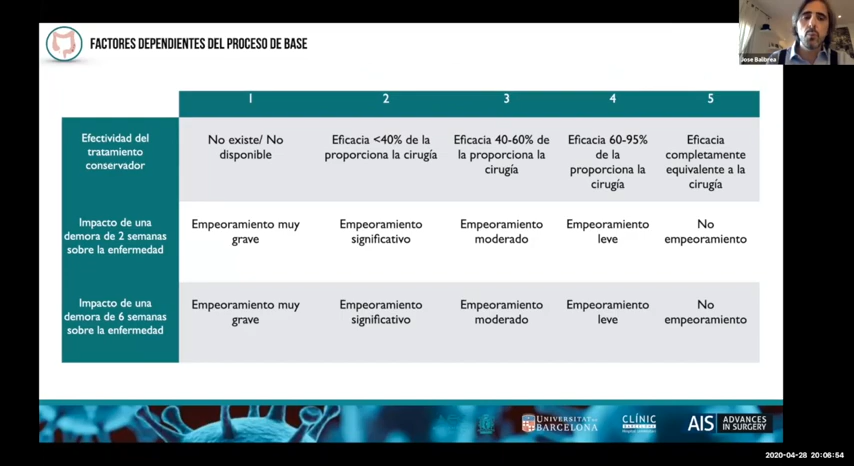 FACTORES DEPENDIENTES DEL PROCESO DE BASE
Jose Balibrea
1 2 3 4 5
Efectividad del
tratamiento
conservador
No existe/ No
disponible
Eficacia <40% de la
proporciona la cirugía
Eficacia 40-60% de
la proporciona la
cirugía
Eficacia 60-95%
de la
proporciona la
cirugía
Eficacia
completamente
equivalente a la
cirugía
Impacto de una
demora de 2 semanas
sobre la enfermedad
Empeoramiento muy
grave
Empeoramiento
significativo
Empeoramiento
moderado
Empeoramiento
leve
No
empeoramiento
Impacto de una
demora de 6 semanas
sobre la enfermedad
Empeoramiento muy
grave
Empeoramiento
significativo
Empeoramiento
moderado
Empeoramiento
leve
No
empeoramiento
UNIVERSITAT DE
BARCELONA
CLÍNIC
BARCELONA
AIS ADVANCES
IN SURGERY
2020-04-28 20:06:54